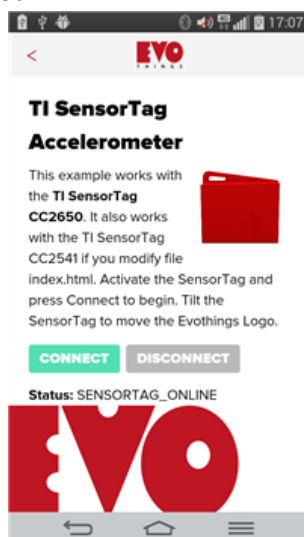 17:07
<
EVO
THINGS
TI SensorTag
Accelerometer
This example works with
the TI SensorTag
CC2650. It also works
with the TI SensorTag
CC2541 if you modify file
index.html. Activate the SensorTag and
press Connect to begin. Tilt the
SensorTag to move the Evothings Logo.
CONNECT DISCONNECT
Status: SENSORTAG_ONLINE
EVO